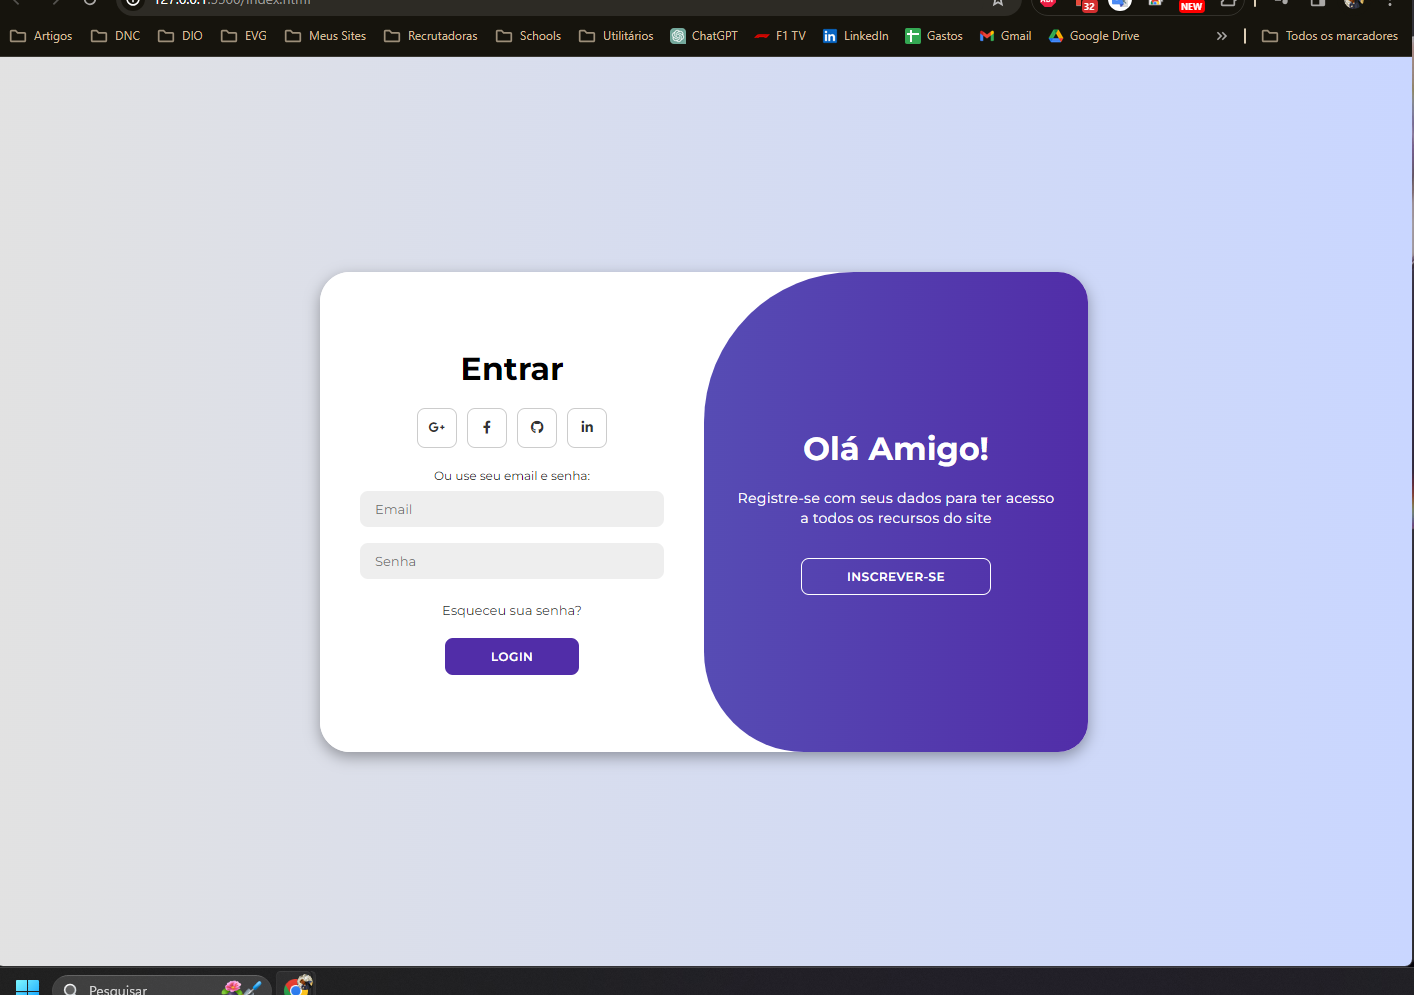 127.0.0.1:5500/index.html
32
NEW
Artigos DNC DIO EVG Meus Sites Recrutadoras Schools Utilitários ChatGPT F1 TV LinkedIn Gastos Gmail Google Drive » Todos os marcadores
Entrar
G+ f in
Ou use seu email e senha:
Email
Senha
Esqueceu sua senha?
LOGIN
Olá Amigo!
Registre-se com seus dados para ter acesso
a todos os recursos do site
INSCREVER-SE
Pesquisar